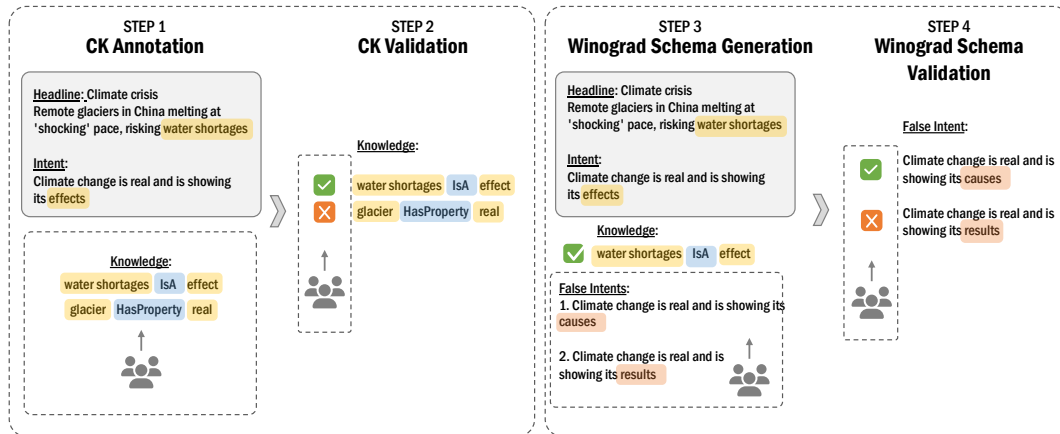 STEP 1
CK Annotation
Headline: Climate crisis
Remote glaciers in China melting at
'shocking' pace, risking water shortages
Intent:
Climate change is real and is showing
its effects
Knowledge:
water shortages IsA effect
glacier HasProperty real
STEP 2
CK Validation
Knowledge:
water shortages IsA effect
glacier HasProperty real
STEP 3
Winograd Schema Generation
Headline: Climate crisis
Remote glaciers in China melting at
'shocking' pace, risking water shortages
Intent:
Climate change is real and is showing
its effects
Knowledge:
water shortages IsA effect
False Intents:
1. Climate change is real and is showing its
causes
2. Climate change is real and is
showing its results
STEP 4
Winograd Schema
Validation
False Intent:
Climate change is real and is
showing its causes
Climate change is real and is
showing its results